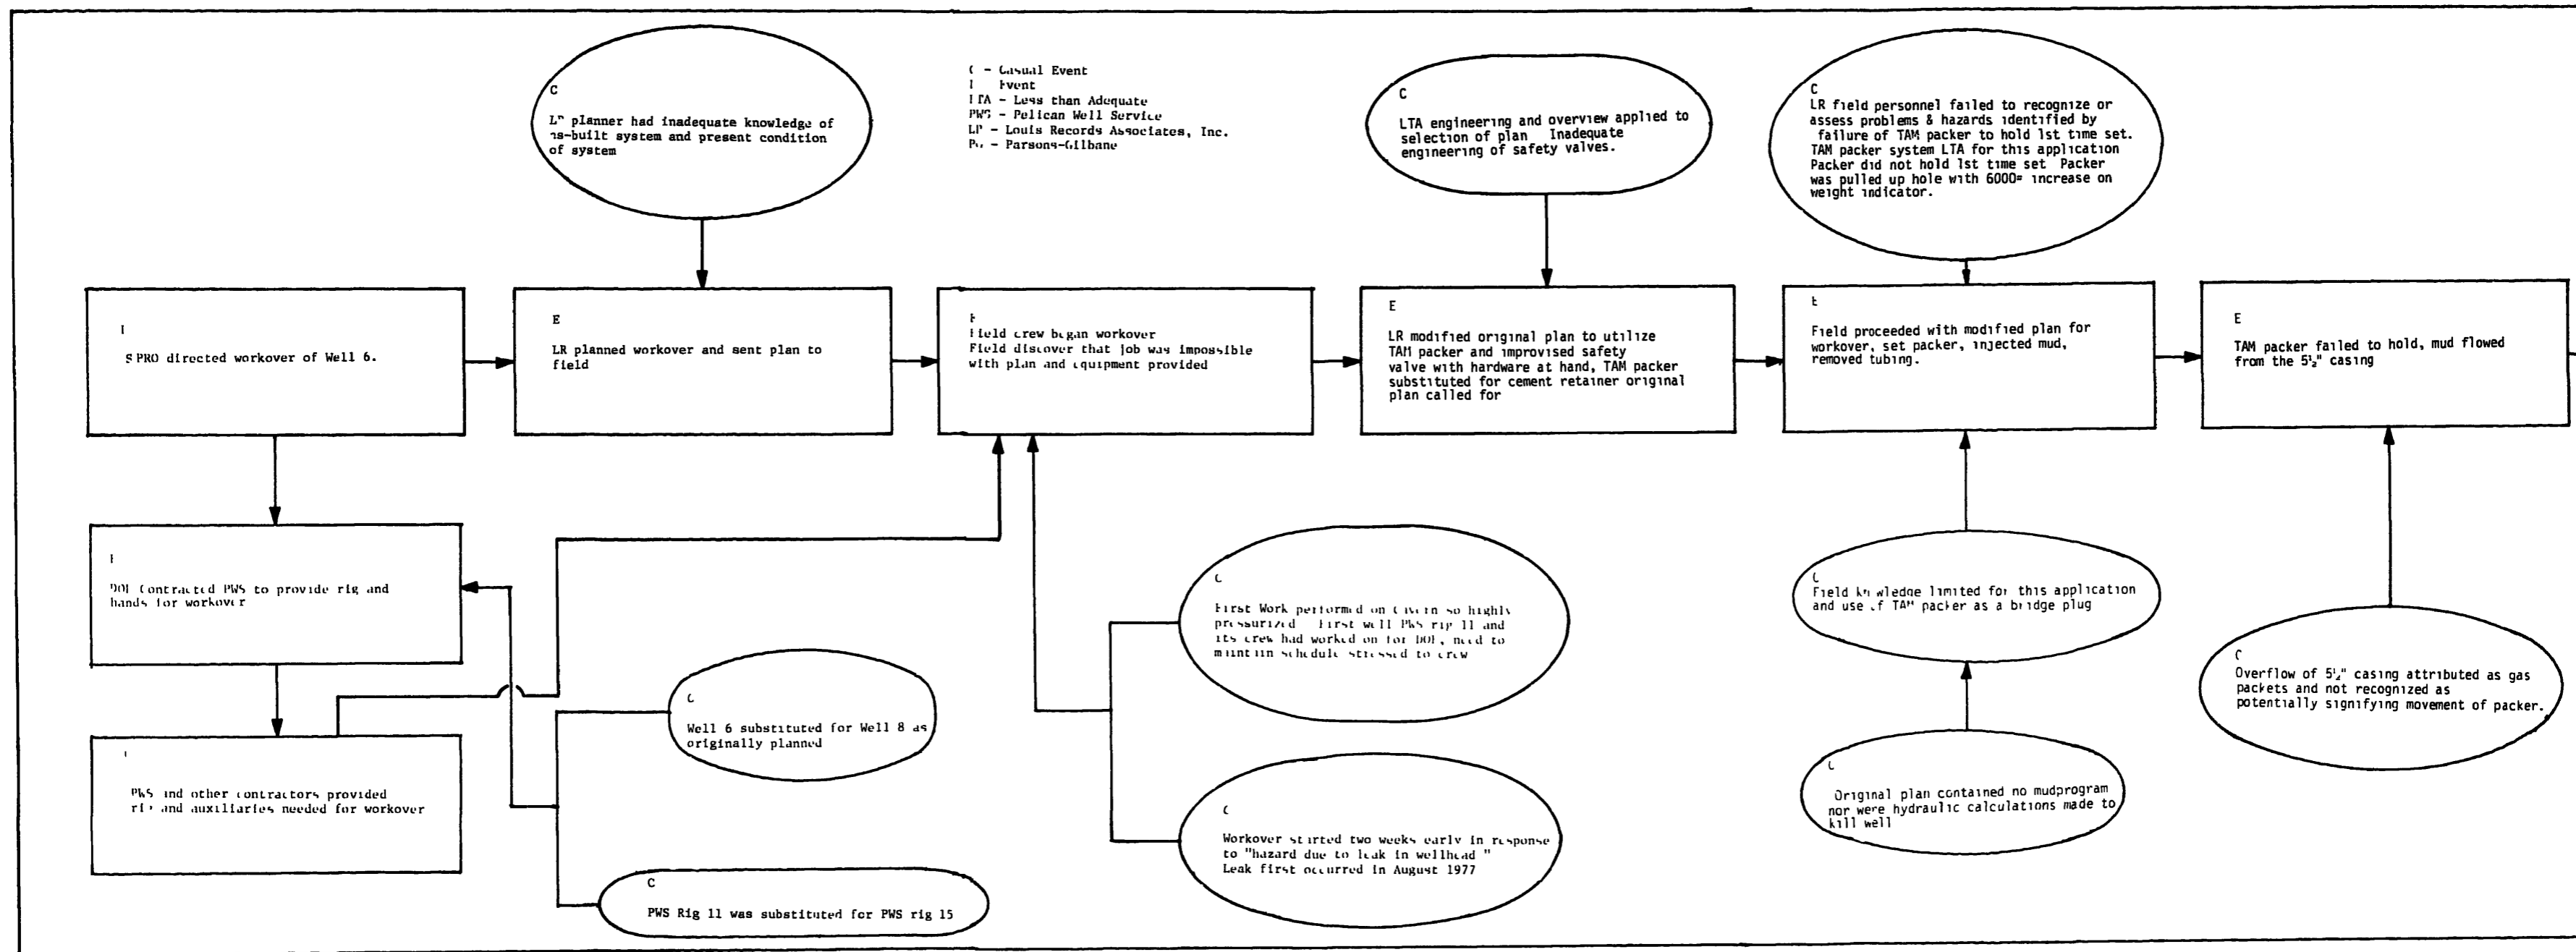 C
LR planner had inadequate knowledge of
as-built system and present condition
of system
C - Casual Event
E   Event
LTA - Less than Adequate
PWS - Pelican Well Service
LR - Louis Records Associates, Inc.
PG - Parsons-Gilbane
C
LTA engineering and overview applied to
selection of plan   Inadequate
engineering of safety valves.
C
LR field personnel failed to recognize or
assess problems & hazards identified by
failure of TAM packer to hold 1st time set.
TAM packer system LTA for this application
Packer did not hold 1st time set  Packer
was pulled up hole with 6000= increase on
weight indicator.
E
SPRO directed workover of Well 6.
E
LR planned workover and sent plan to
field
E
Field crew began workover
Field discover that job was impossible
with plan and equipment provided
E
LR modified original plan to utilize
TAM packer and improvised safety
valve with hardware at hand, TAM packer
substituted for cement retainer original
plan called for
E
Field proceeded with modified plan for
workover, set packer, injected mud,
removed tubing.
E
TAM packer failed to hold, mud flowed
from the 5½" casing
E
DOE Contracted PWS to provide rig and
hands for workover
PWS and other contractors provided
rig and auxiliaries needed for workover
C
Well 6 substituted for Well 8 as
originally planned
C
PWS Rig 11 was substituted for PWS rig 15
C
First Work performed on Cavern so highly
pressurized   First well PWS rig 11 and
its crew had worked on for DOE, need to
maintain schedule stressed to crew
C
Workover started two weeks early in response
to "hazard due to leak in wellhead "
Leak first occurred in August 1977
C
Field knowledge limited for this application
and use of TAM packer as a bridge plug
C
Original plan contained no mudprogram
nor were hydraulic calculations made to
kill well
C
Overflow of 5½" casing attributed as gas
packets and not recognized as
potentially signifying movement of packer.